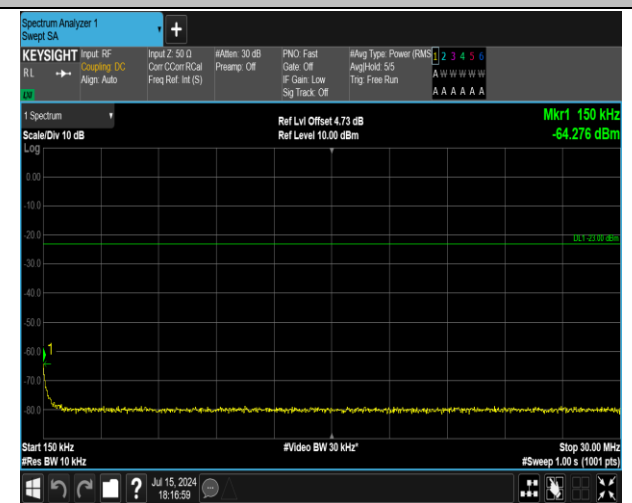 Spectrum Analyzer 1
Swept SA
+
KEYSIGHT
RL
Input: RF
Coupling: DC
Align: Auto
Input Z: 50 Ω
Corr CCorr RCal
Freq Ref: Int (S)
#Atten: 30 dB
Preamp: Off
PNO: Fast
Gate: Off
IF Gain: Low
Sig Track: Off
#Avg Type: Power (RMS
Avg|Hold: 5/5
Trig: Free Run
1 2 3 4 5 6
A W W W W W
A A A A A A
1 Spectrum
Scale/Div 10 dB
Ref Lvl Offset 4.73 dB
Ref Level 10.00 dBm
Mkr1 150 kHz
-64.276 dBm
Log
0.00
-10.0
-20.0
DL1 -23.00 dBm
-30.0
-40.0
-50.0
-60.0
1
-70.0
-80.0
Start 150 kHz
#Res BW 10 kHz
#Video BW 30 kHz*
Stop 30.00 MHz
#Sweep 1.00 s (1001 pts)
?
Jul 15, 2024
18:16:59